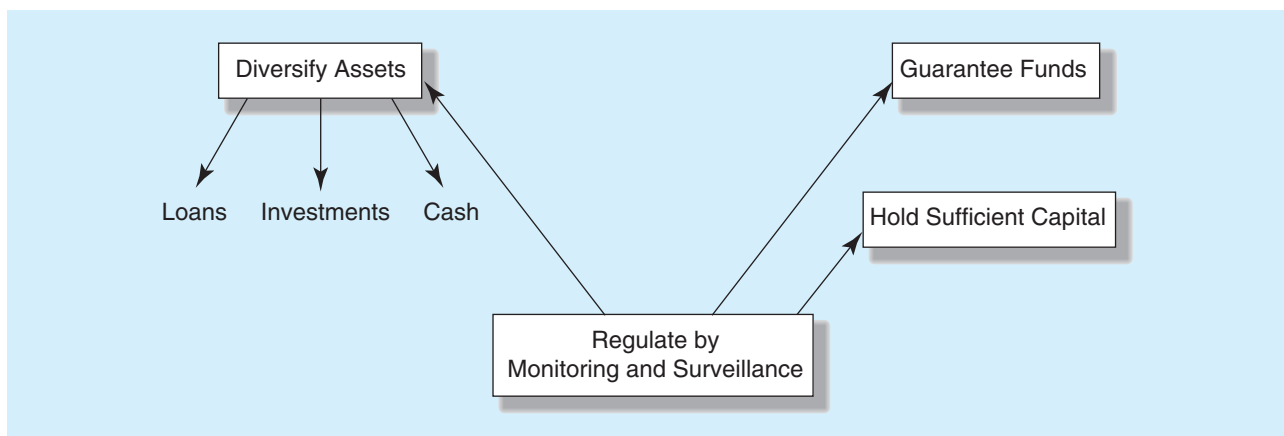 Diversify Assets
Guarantee Funds
Loans
Investments
Cash
Hold Sufficient Capital
Regulate by
Monitoring and Surveillance